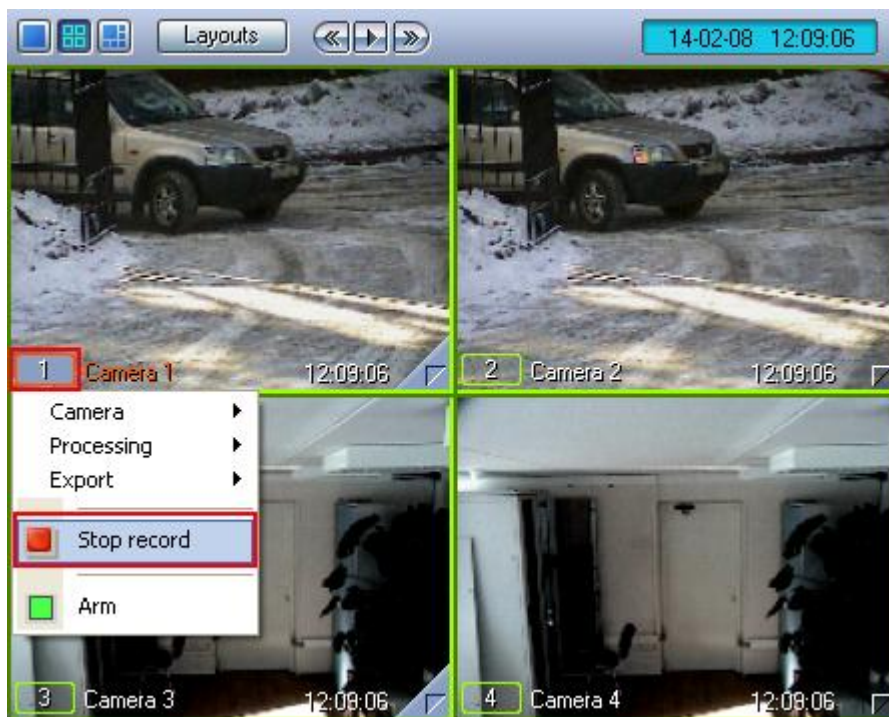 Layouts 14-02-08 12:09:06
1 Camera 1 12:09:06
2 Camera 2 12:09:06
Camera
Processing
Export
Stop record
Arm
3 Camera 3 12:09:06
4 Camera 4 12:09:06